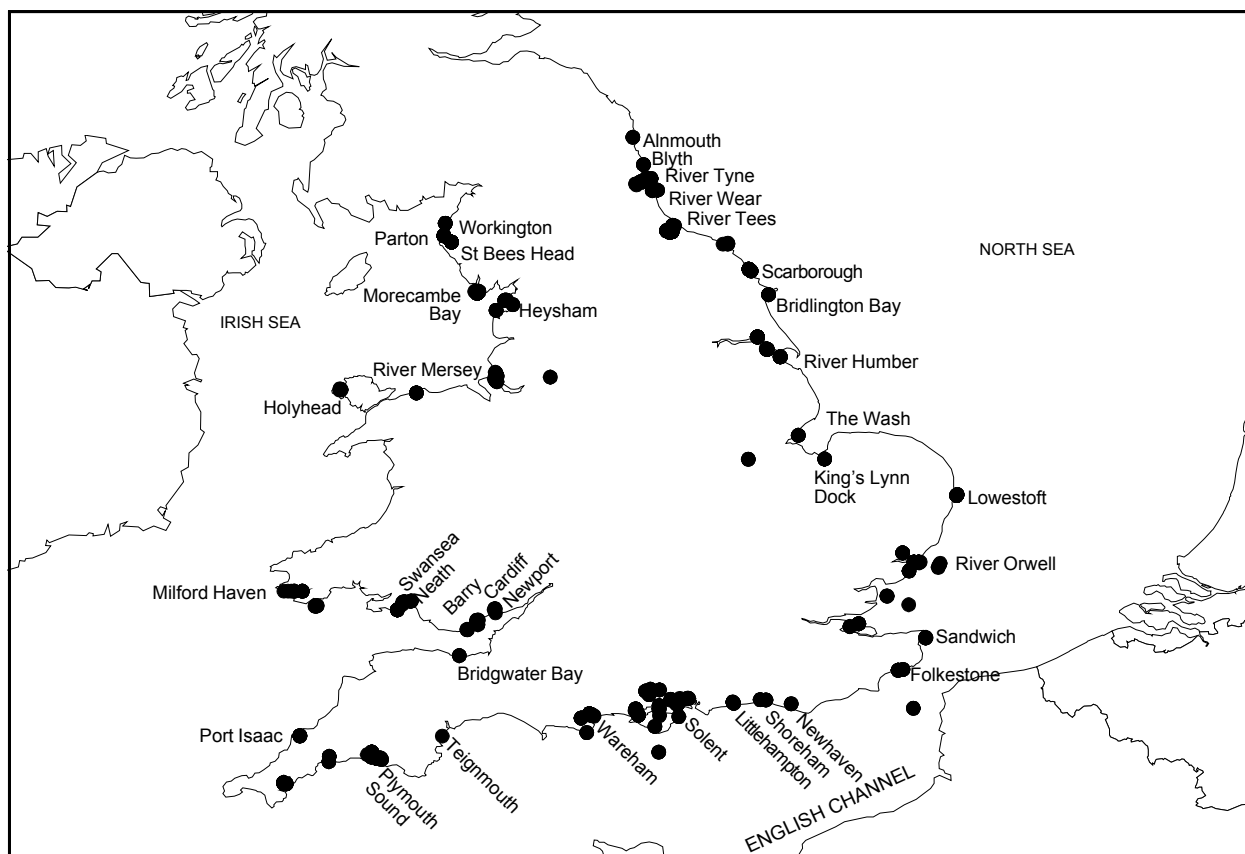 Alnmouth
Blyth
River Tyne
River Wear
River Tees
Workington
Parton
St Bees Head
NORTH SEA
Scarborough
Morecambe
Bay
Bridlington Bay
Heysham
IRISH SEA
River Humber
River Mersey
Holyhead
The Wash
King's Lynn
Dock
Lowestoft
River Orwell
Milford Haven
Swansea
Neath
Barry
Cardiff
Newport
Sandwich
Bridgwater Bay
Folkestone
Port Isaac
Plymouth
Sound
Teignmouth
Wareham
Solent
Littlehampton
Shoreham
Newhaven
ENGLISH CHANNEL